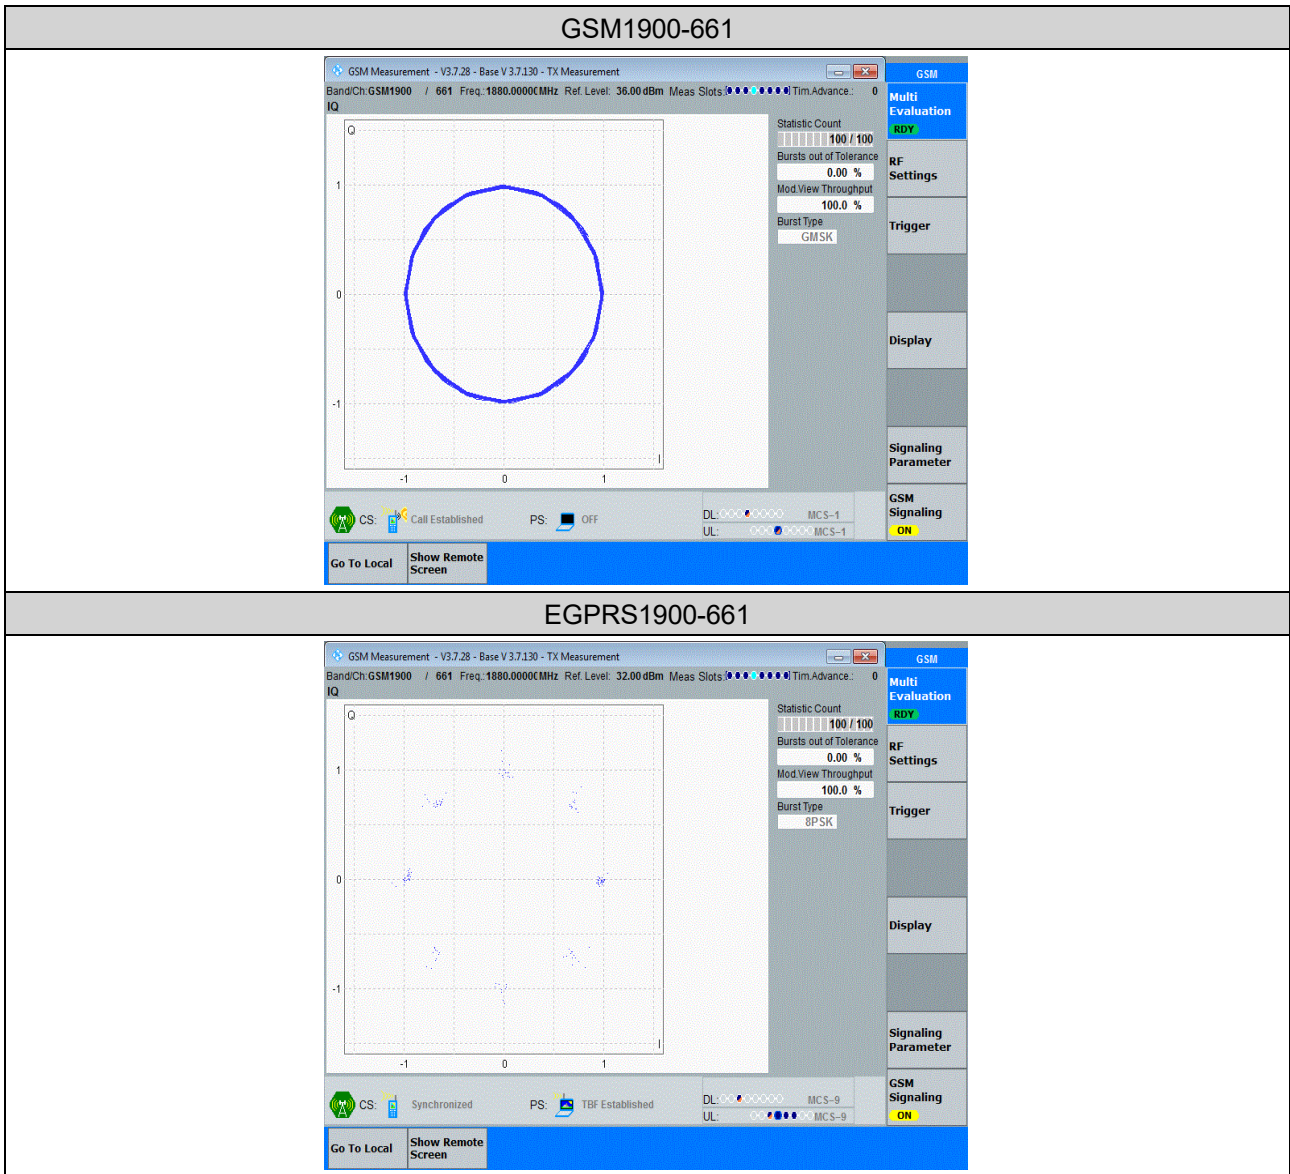 GSM1900-661
GSM Measurement - V3.7.28 - Base V 3.7.130 - TX Measurement
GSM
Band/Ch: GSM1900 / 661 Freq.: 1880.00000 MHz Ref. Level: 36.00 dBm Meas Slots: Tim.Advance.: 0
IQ
Multi Evaluation
RDY
Statistic Count
100 / 100
Bursts out of Tolerance
0.00 %
Mod.View Throughput
100.0 %
Burst Type
GMSK
RF Settings
Trigger
Display
Signaling Parameter
GSM Signaling
ON
Q
1
0
-1
I
-1 0 1
CS: Call Established PS: OFF
DL: MCS-1
UL: MCS-1
Go To Local
Show Remote Screen
EGPRS1900-661
GSM Measurement - V3.7.28 - Base V 3.7.130 - TX Measurement
GSM
Band/Ch: GSM1900 / 661 Freq.: 1880.00000 MHz Ref. Level: 32.00 dBm Meas Slots: Tim.Advance.: 0
IQ
Multi Evaluation
RDY
Statistic Count
100 / 100
Bursts out of Tolerance
0.00 %
Mod.View Throughput
100.0 %
Burst Type
8PSK
RF Settings
Trigger
Display
Signaling Parameter
GSM Signaling
ON
Q
1
0
-1
I
-1 0 1
CS: Synchronized PS: TBF Established
DL: MCS-9
UL: MCS-9
Go To Local
Show Remote Screen